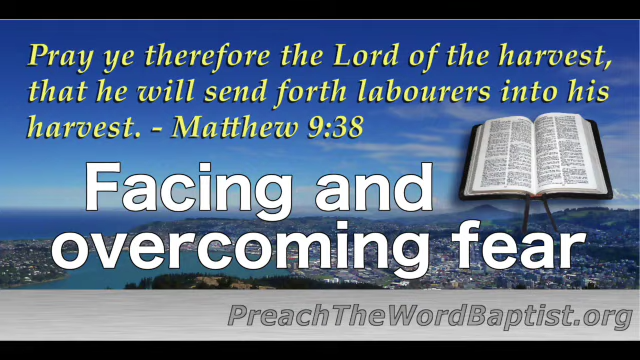 Pray ye therefore the Lord of the harvest,
that he will send forth labourers into his
harvest. - Matthew 9:38
Facing and
overcoming fear
PreachTheWordBaptist.org